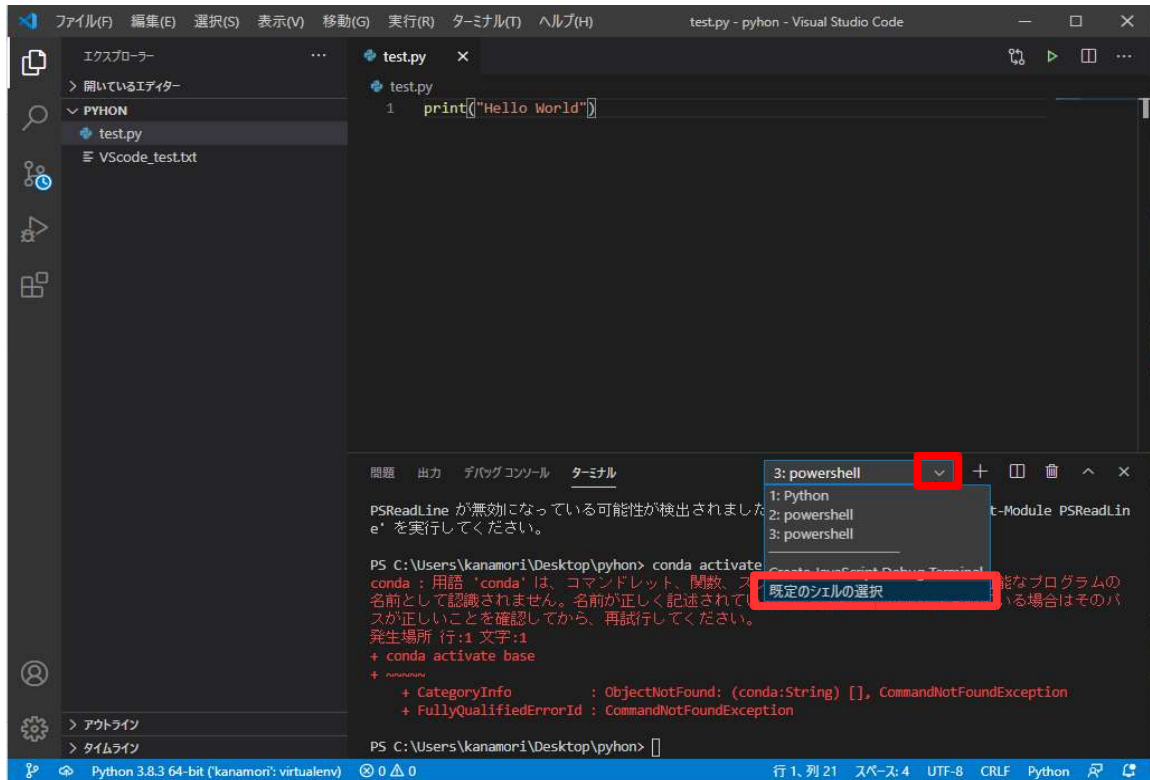 ファイル(F) 編集(E) 選択(S) 表示(V) 移動(G) 実行(R) ターミナル(T) ヘルプ(H) test.py - pyhon - Visual Studio Code
エクスプローラー
開いているエディター
PYHON
test.py
VScode_test.txt
アウトライン
タイムライン
test.py
test.py
1 print("Hello World")
問題 出力 デバッグ コンソール ターミナル 3: powershell
1: Python
2: powershell
3: powershell
Create JavaScript Debug Terminal
既定のシェルの選択
PSReadLine が無効になっている可能性が検出されました t-Module PSReadLin
e' を実行してください。
PS C:\Users\kanamori\Desktop\pyhon> conda activate
conda : 用語 'conda' は、コマンドレット、関数、ス 能なプログラムの
名前として認識されません。名前が正しく記述されてい いる場合はそのパ
スが正しいことを確認してから、再試行してください。
発生場所 行:1 文字:1
+ conda activate base
+ ~~~~~
+ CategoryInfo : ObjectNotFound: (conda:String) [], CommandNotFoundException
+ FullyQualifiedErrorId : CommandNotFoundException
PS C:\Users\kanamori\Desktop\pyhon>
Python 3.8.3 64-bit ('kanamori': virtualenv) 0 0 行 1、列 21 スペース: 4 UTF-8 CRLF Python